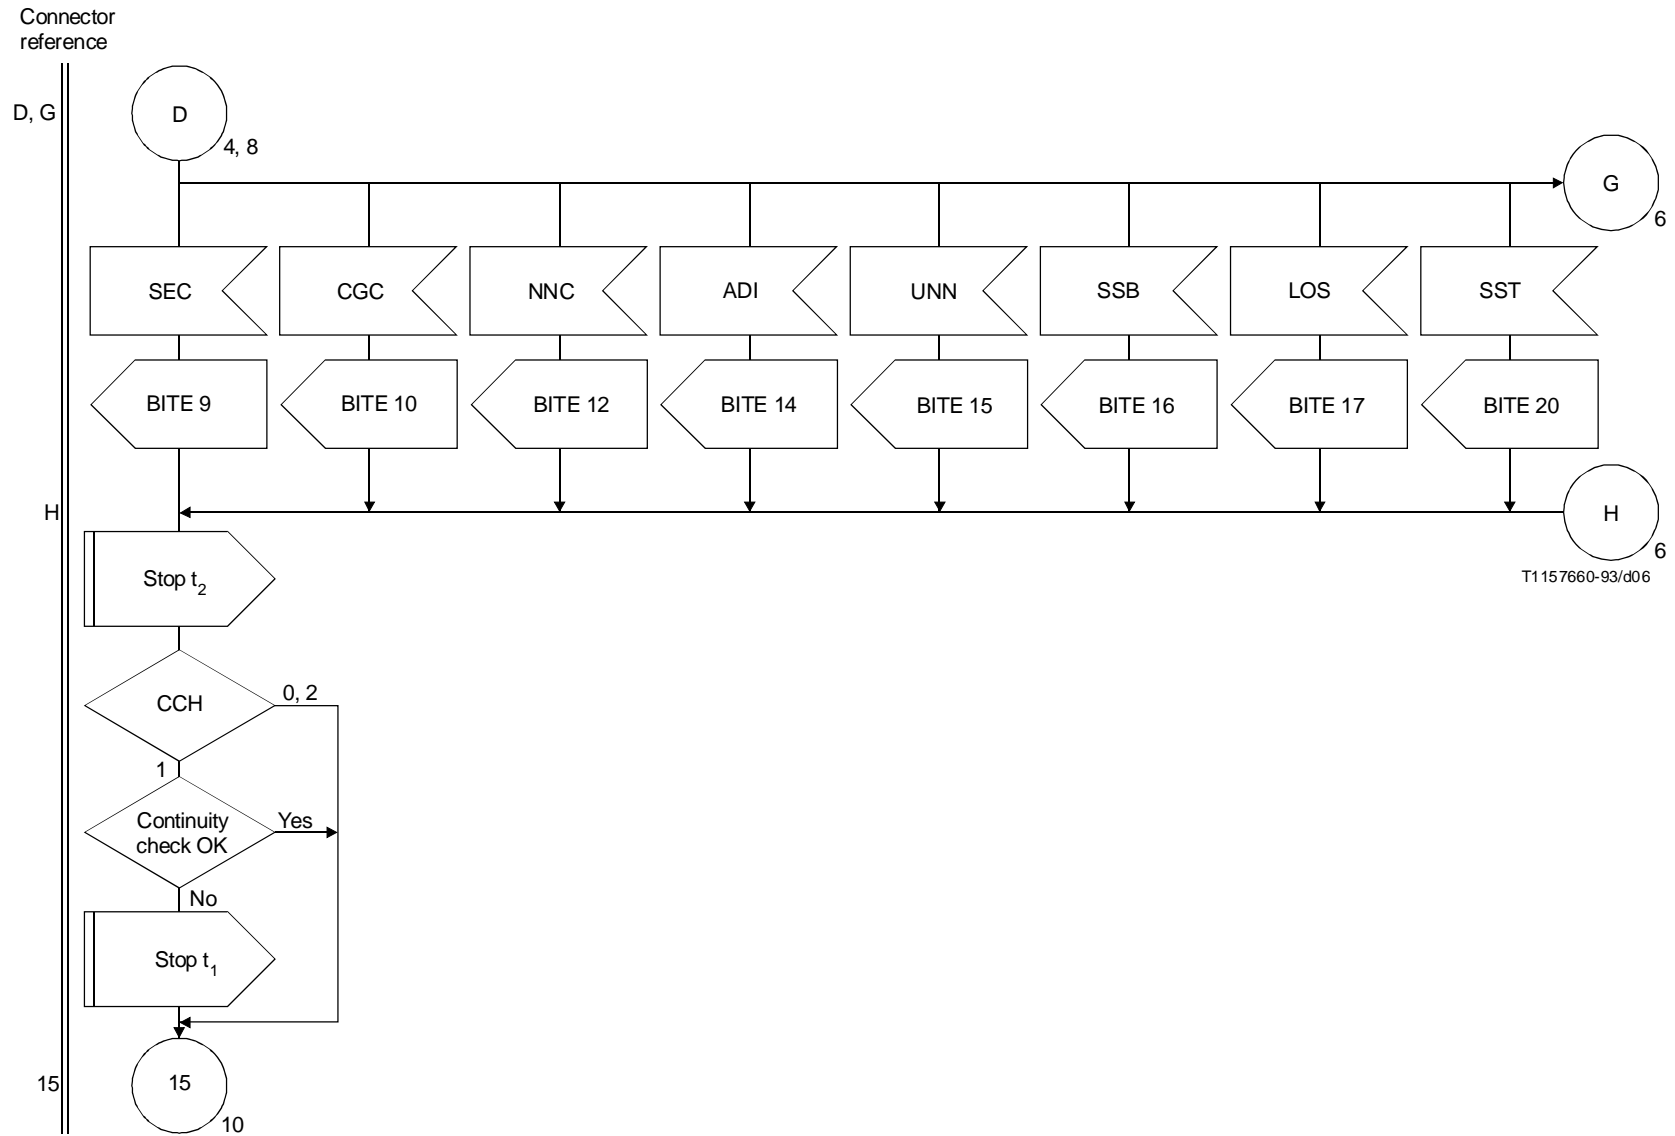 Connector
reference
D, G
D
4, 8
G
6
SEC
CGC
NNC
ADI
UNN
SSB
LOS
SST
BITE 9
BITE 10
BITE 12
BITE 14
BITE 15
BITE 16
BITE 17
BITE 20
H
H
6
T1157660-93/d06
Stop t2
CCH
0, 2
1
Continuity
check OK
Yes
No
Stop t1
15
15
10